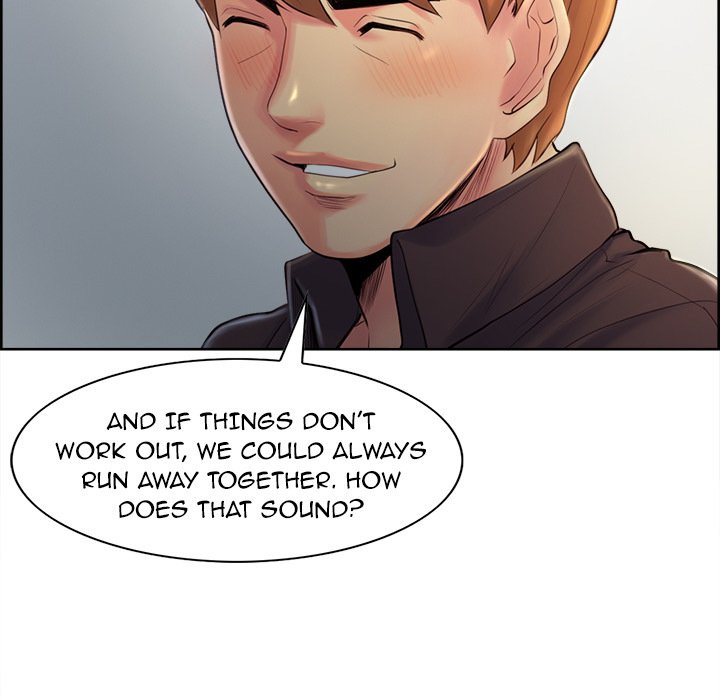 AND IF THINGS DON'T
WORK OUT, WE COULD ALWAYS
RUN AWAY TOGETHER. HOW
DOES THAT SOUND?